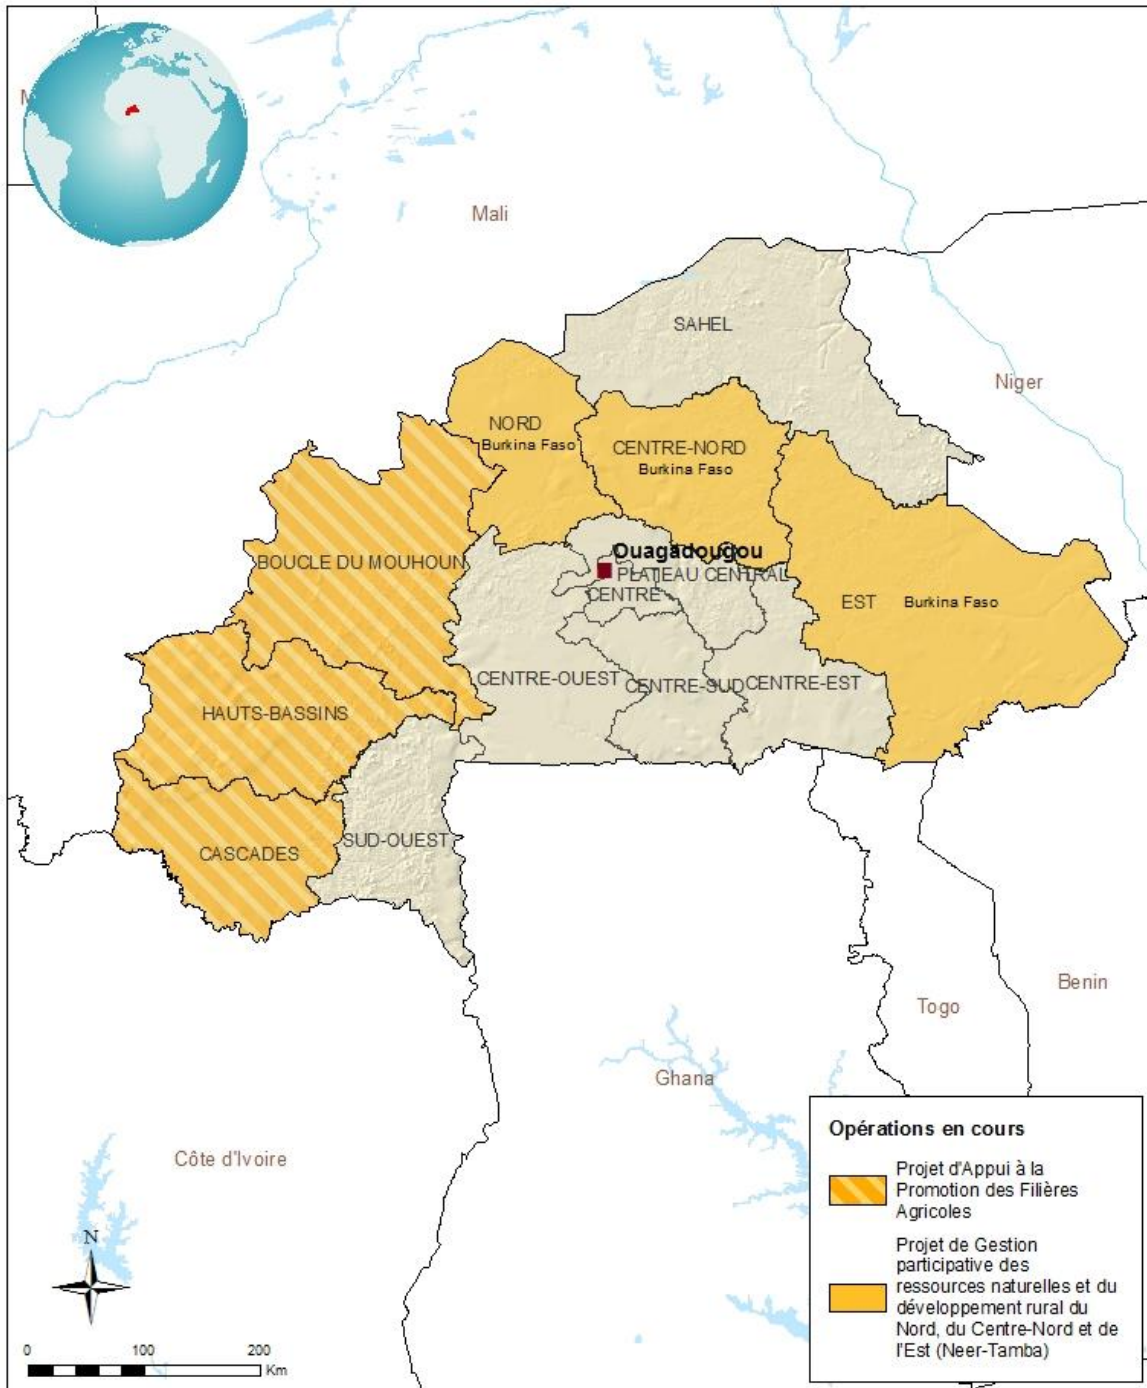 M
Mali
SAHEL
Niger
NORD
Burkina Faso
CENTRE-NORD
Burkina Faso
BOUCLE DU MOUHOUN
Ouagadougou
PLATEAU CENTRAL
CENTRE
EST
Burkina Faso
CENTRE-OUEST
CENTRE-SUD
CENTRE-EST
HAUTS-BASSINS
SUD-OUEST
CASCADES
Benin
Togo
Ghana
Côte d'Ivoire
Opérations en cours
Projet d'Appui à la
Promotion des Filières
Agricoles
Projet de Gestion
participative des
ressources naturelles et du
développement rural du
Nord, du Centre-Nord et de
l'Est (Neer-Tamba)
N
0 100 200
Km